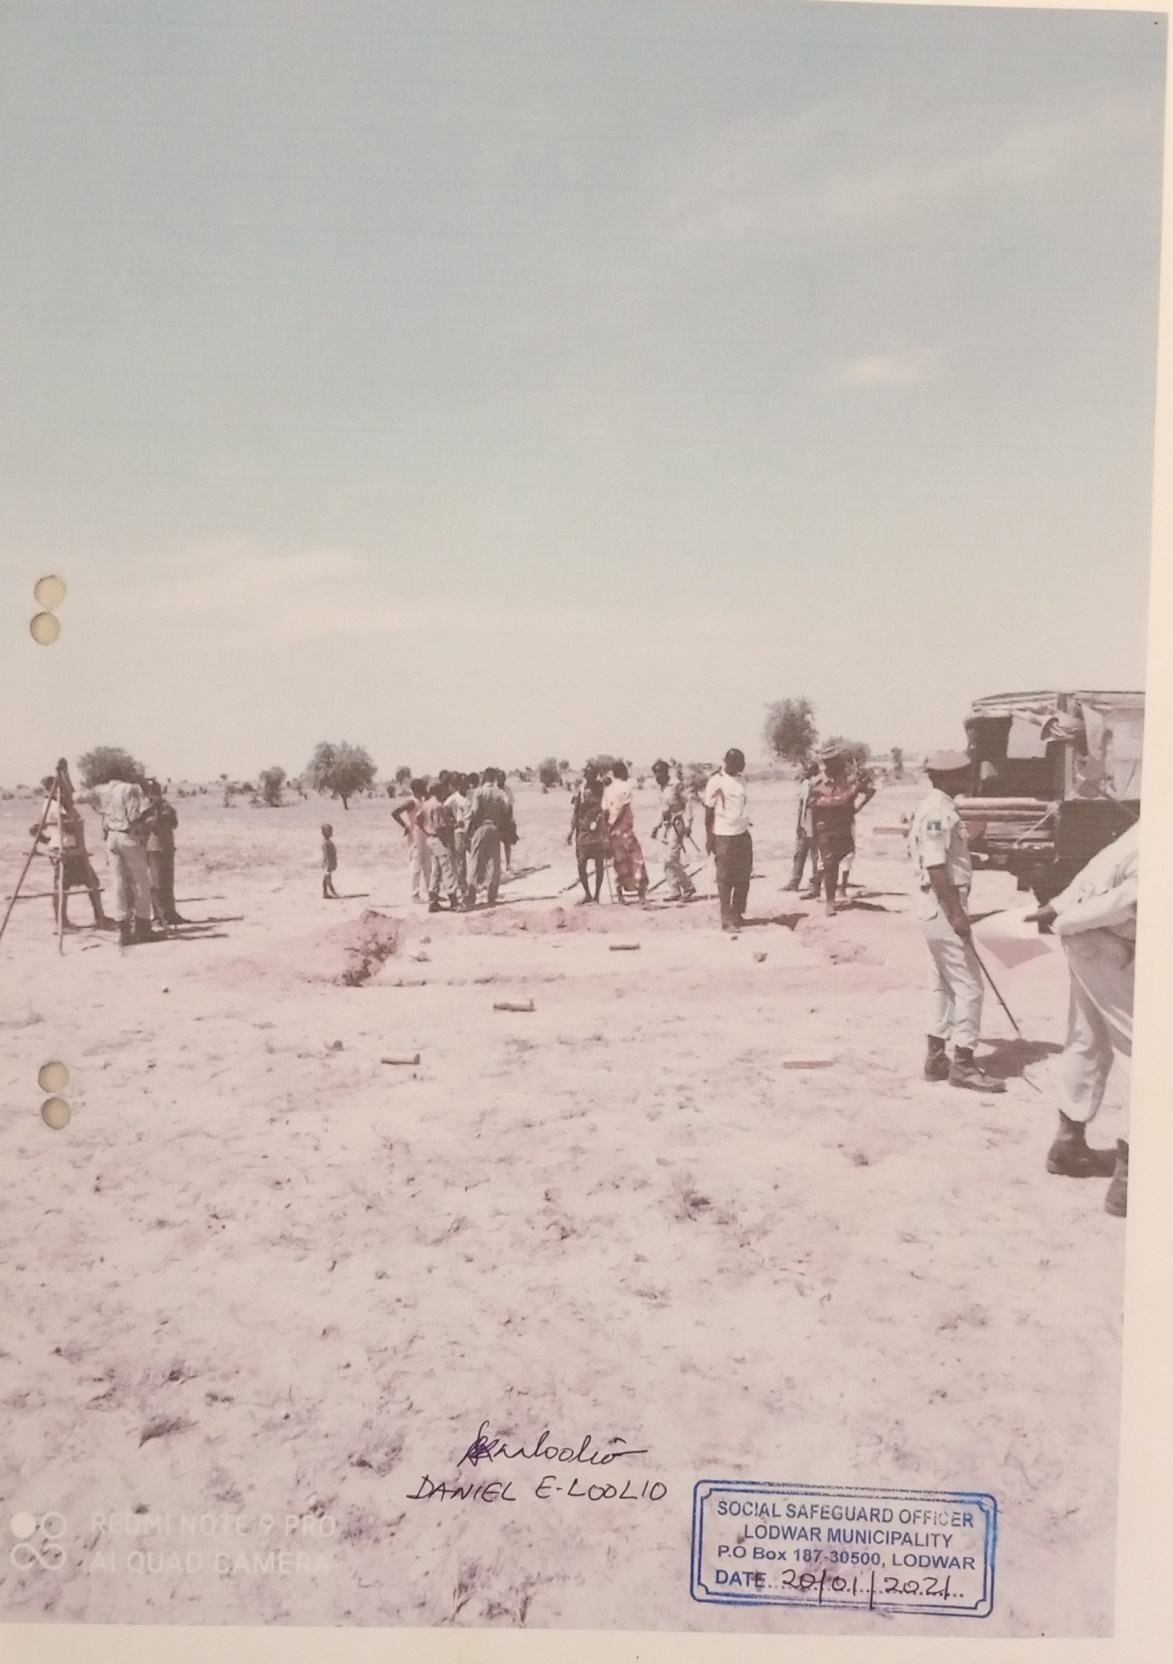 DANIEL E-LOOLIO
SOCIAL SAFEGUARD OFFICER
LODWAR MUNICIPALITY
P.O Box 187-30500, LODWAR
DATE 20/01/2021
REDMI NOTE 9 PRO
AI QUAD CAMERA